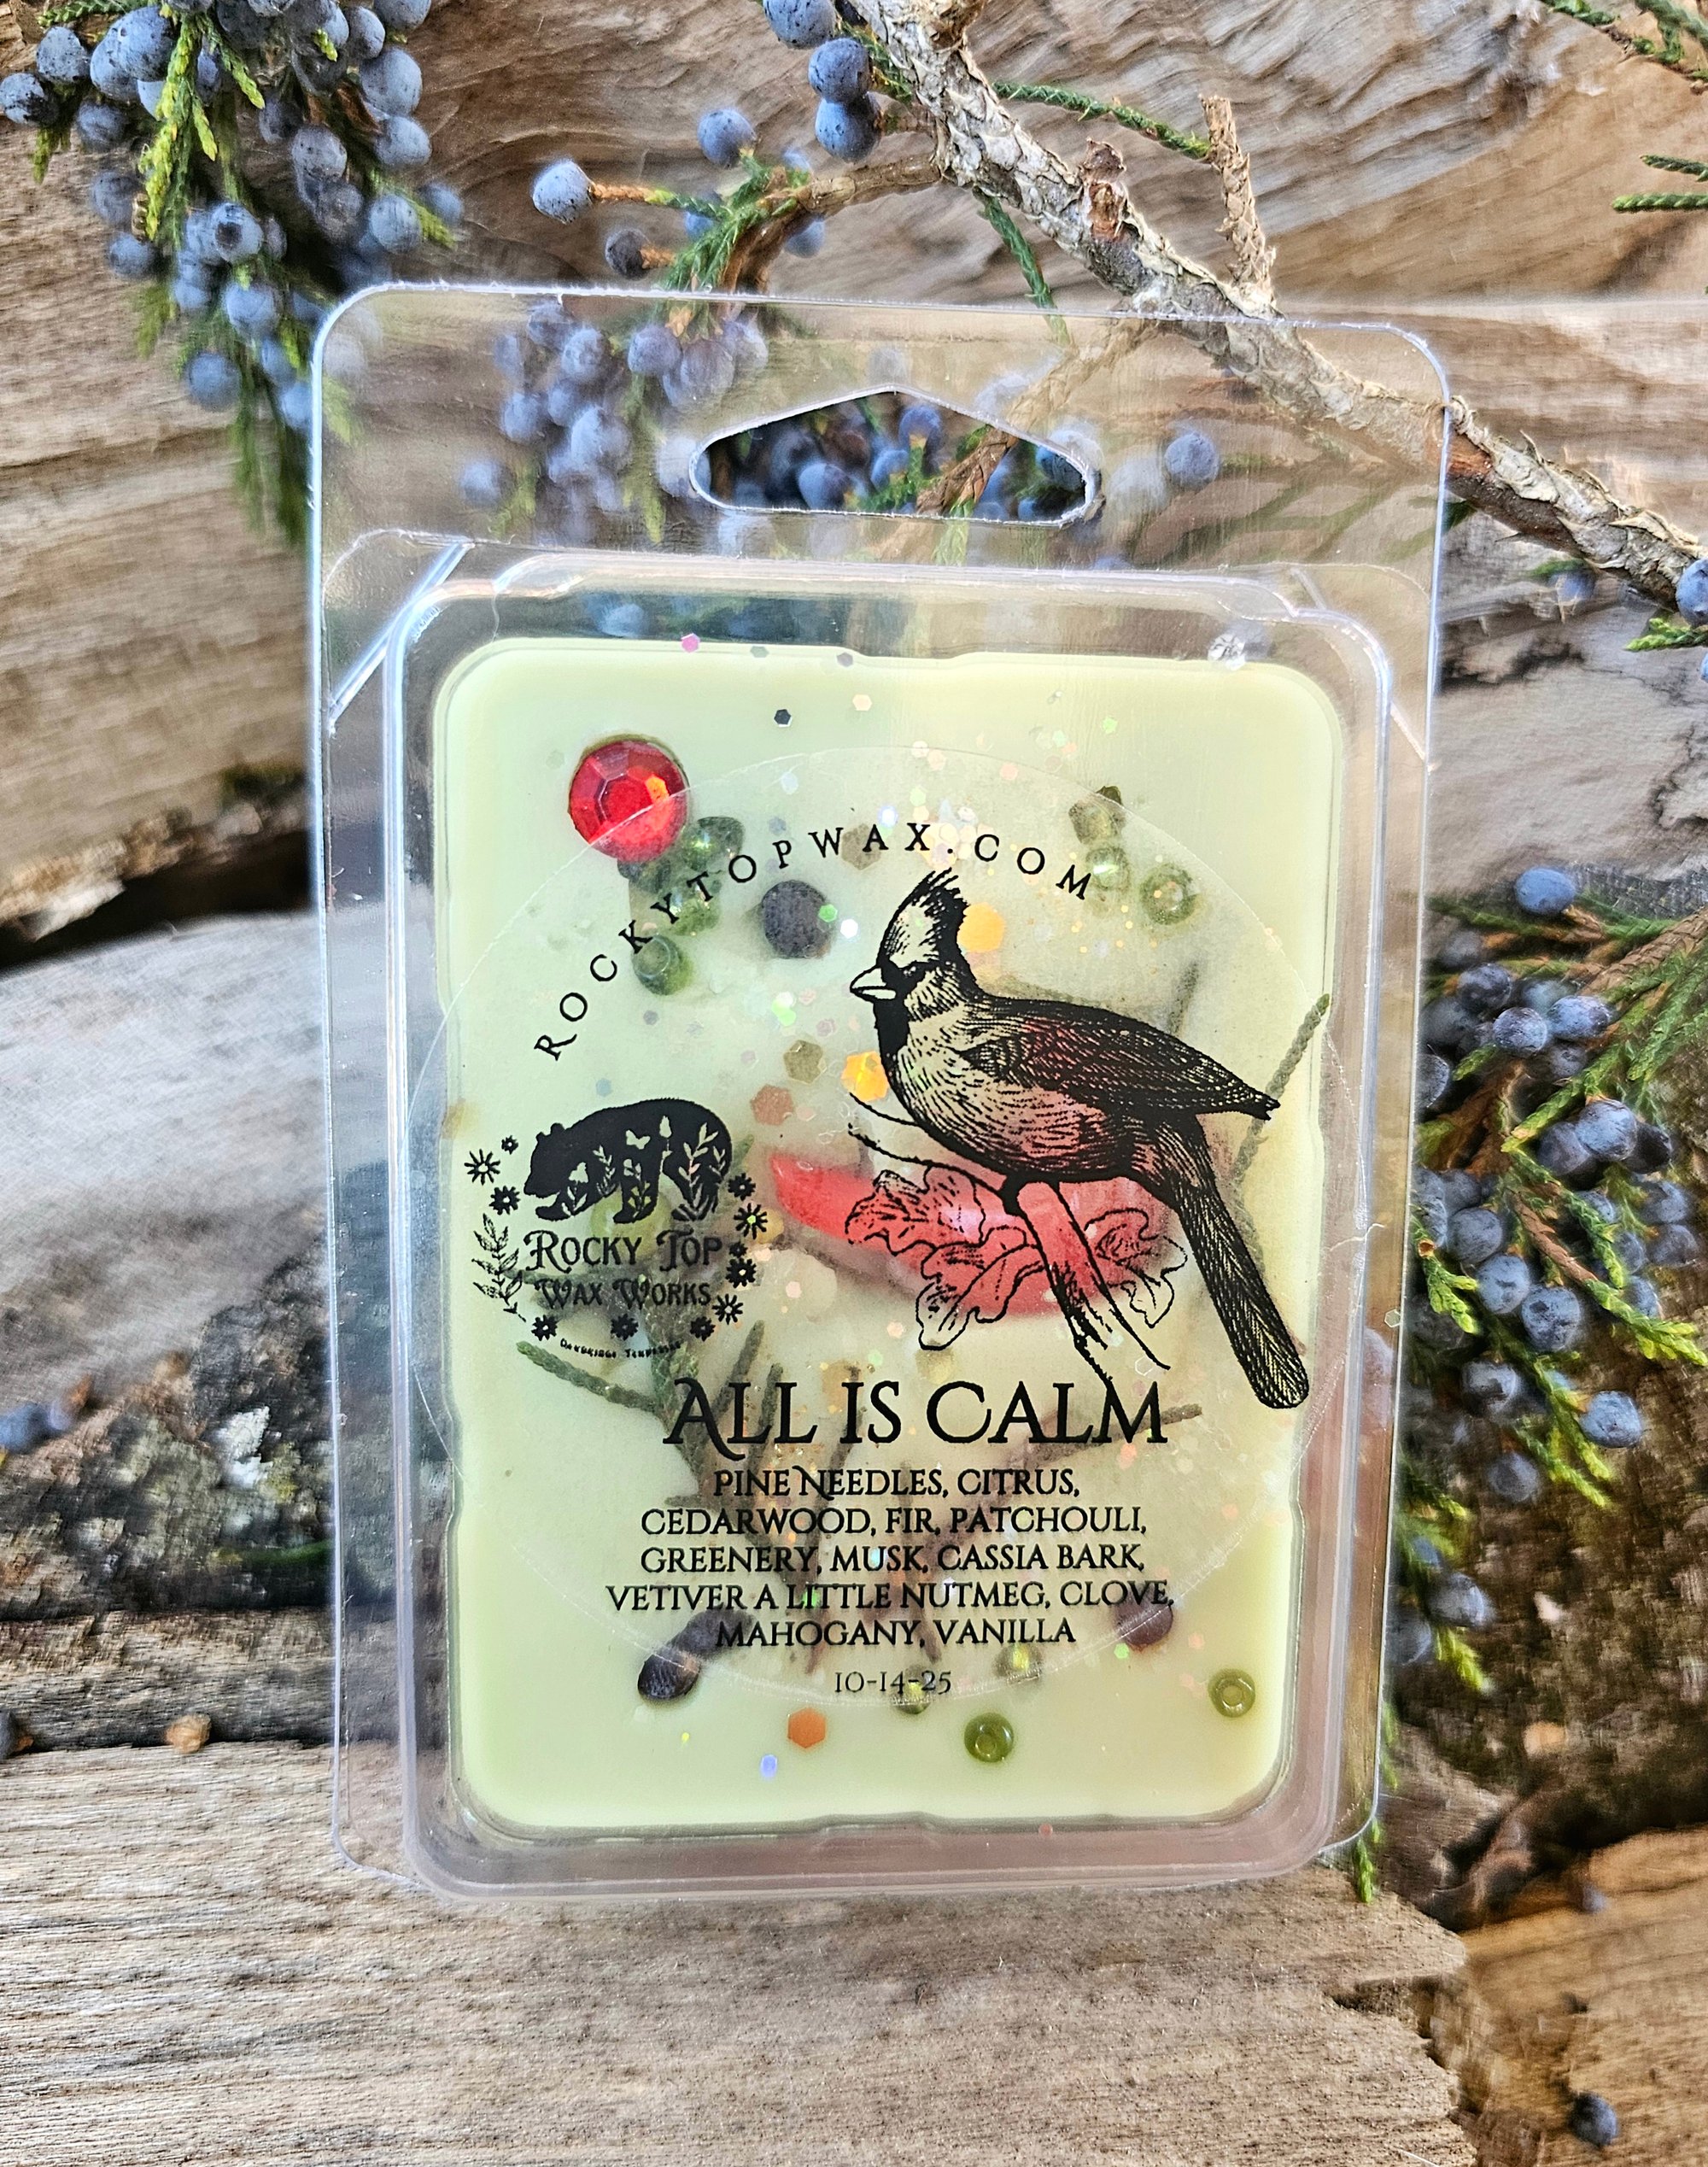 ROCKYTOPWAX.COM
ROCKY TOP
WAX WORKS
ALL IS CALM
PINE NEEDLES, CITRUS,
CEDARWOOD, FIR, PATCHOULI,
GREENERY, MUSK, CASSIA BARK,
VETIVER A LITTLE NUTMEG, CLOVE,
MAHOGANY, VANILLA
10-14-25